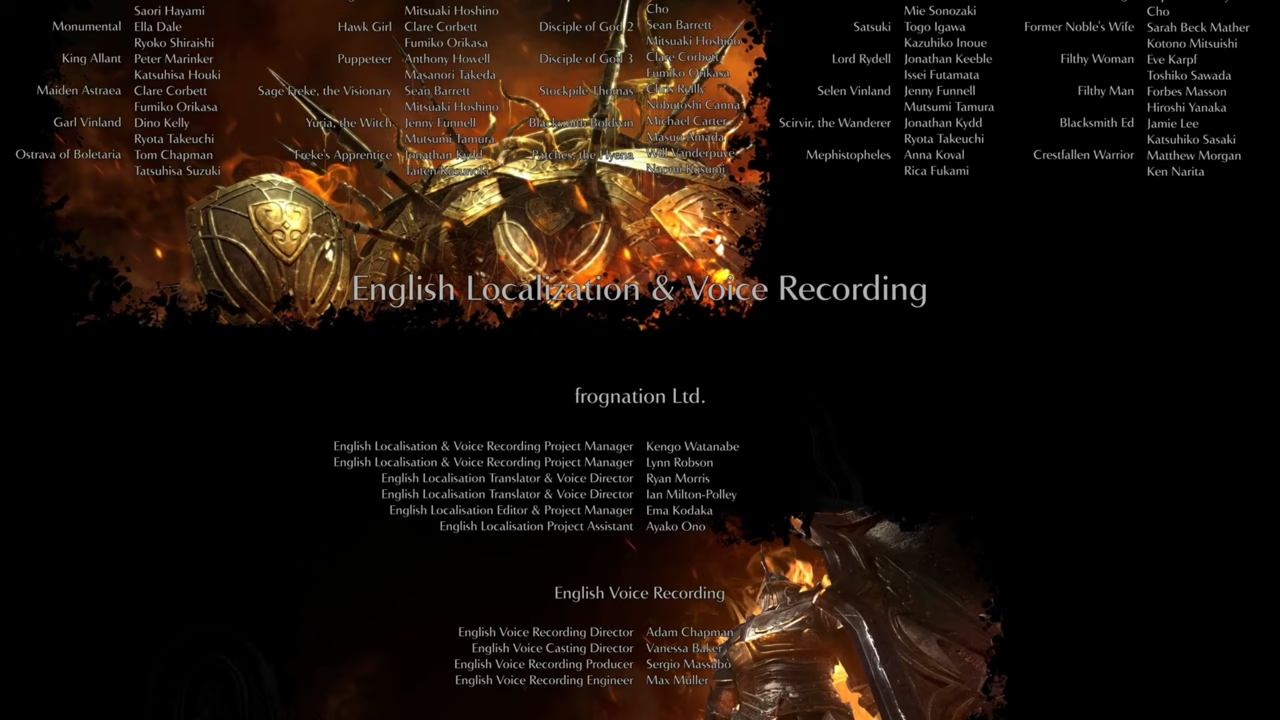 Saori Hayami
Monumental Ella Dale
Ryoko Shiraishi
King Allant Peter Marinker
Katsuhisa Houki
Maiden Astraea Clare Corbett
Fumiko Orikasa
Garl Vinland Dino Kelly
Ryota Takeuchi
Ostrava of Boletaria Tom Chapman
Tatsuhisa Suzuki
Mitsuaki Hoshino
Hawk Girl Clare Corbett
Fumiko Orikasa
Puppeteer Anthony Howell
Masanori Takeda
Sage Freke, the Visionary Sean Barrett
Mitsuaki Hoshino
Yuria, the Witch Jenny Funnell
Mutsumi Tamura
Freke's Apprentice Jonathan Kydd
Taiten Kusunoki
Cho
Disciple of God 2 Sean Barrett
Mitsuaki Hoshino
Disciple of God 3 Clare Corbett
Fumiko Orikasa
Stockpile Thomas Chris Reilly
Nobutoshi Canna
Blacksmith Boldwin Michael Carter
Masuo Amada
Patches, the Hyena Will Vanderpuye
Naomi Kusumi
Mie Sonozaki
Satsuki Togo Igawa
Kazuhiko Inoue
Lord Rydell Jonathan Keeble
Issei Futamata
Selen Vinland Jenny Funnell
Mutsumi Tamura
Scirvir, the Wanderer Jonathan Kydd
Ryota Takeuchi
Mephistopheles Anna Koval
Rica Fukami
Cho
Former Noble's Wife Sarah Beck Mather
Kotono Mitsuishi
Filthy Woman Eve Karpf
Toshiko Sawada
Filthy Man Forbes Masson
Hiroshi Yanaka
Blacksmith Ed Jamie Lee
Katsuhiko Sasaki
Crestfallen Warrior Matthew Morgan
Ken Narita
English Localization & Voice Recording
frognation Ltd.
English Localisation & Voice Recording Project Manager Kengo Watanabe
English Localisation & Voice Recording Project Manager Lynn Robson
English Localisation Translator & Voice Director Ryan Morris
English Localisation Translator & Voice Director Ian Milton-Polley
English Localisation Editor & Project Manager Ema Kodaka
English Localisation Project Assistant Ayako Ono
English Voice Recording
English Voice Recording Director Adam Chapman
English Voice Casting Director Vanessa Baker
English Voice Recording Producer Sergio Massabò
English Voice Recording Engineer Max Muller